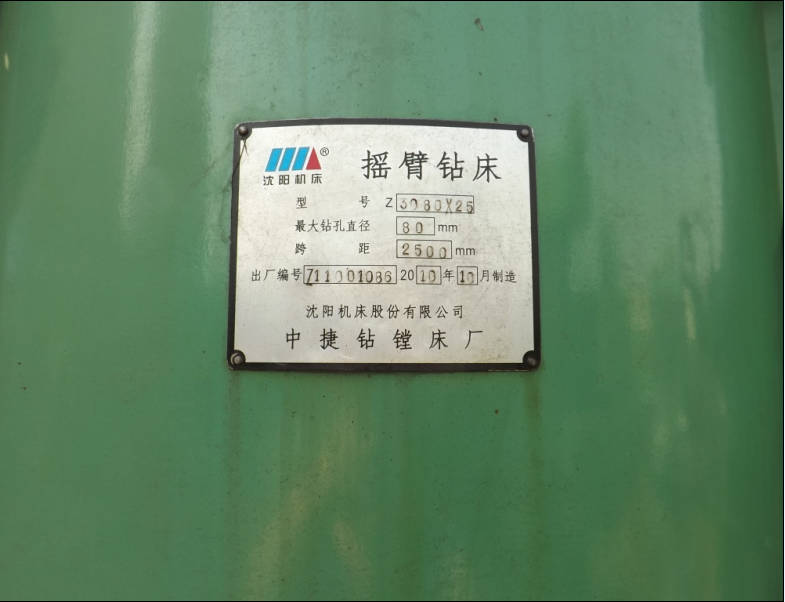 沈阳机床®
摇臂钻床
型号 Z3080X25
最大钻孔直径 80 mm
跨距 2500 mm
出厂编号 Z11001086 2010年10月制造
沈阳机床股份有限公司
中捷钻镗床厂